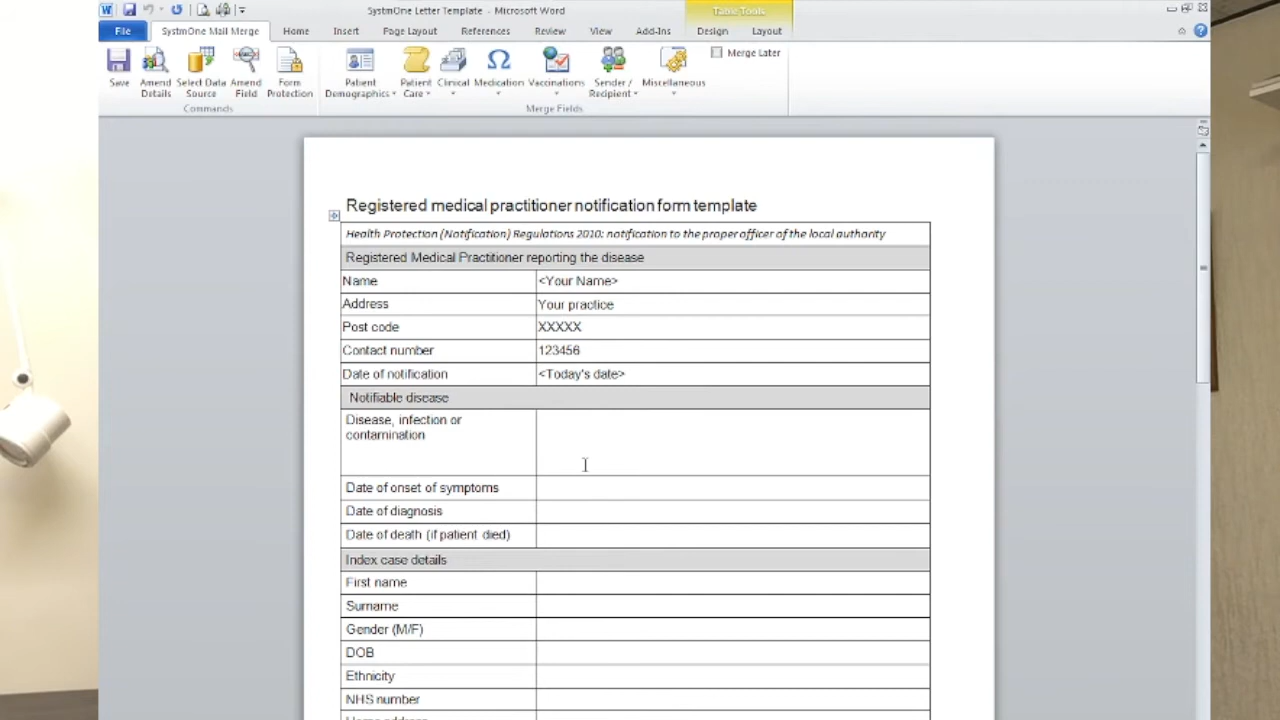 SystmOne Letter Template - Microsoft Word
Table Tools
File
SystmOne Mail Merge
Home
Insert
Page Layout
References
Review
View
Add-Ins
Design
Layout
Save
Amend Details
Select Data Source
Amend Field
Form Protection
Patient Demographics
Patient Care
Clinical
Medication
Vaccinations
Sender / Recipient
Miscellaneous
Merge Later
Commands
Merge Fields
Registered medical practitioner notification form template
Health Protection (Notification) Regulations 2010: notification to the proper officer of the local authority
Registered Medical Practitioner reporting the disease
Name <Your Name>
Address Your practice
Post code XXXXX
Contact number 123456
Date of notification <Today's date>
Notifiable disease
Disease, infection or
contamination
Date of onset of symptoms
Date of diagnosis
Date of death (if patient died)
Index case details
First name
Surname
Gender (M/F)
DOB
Ethnicity
NHS number
Home address